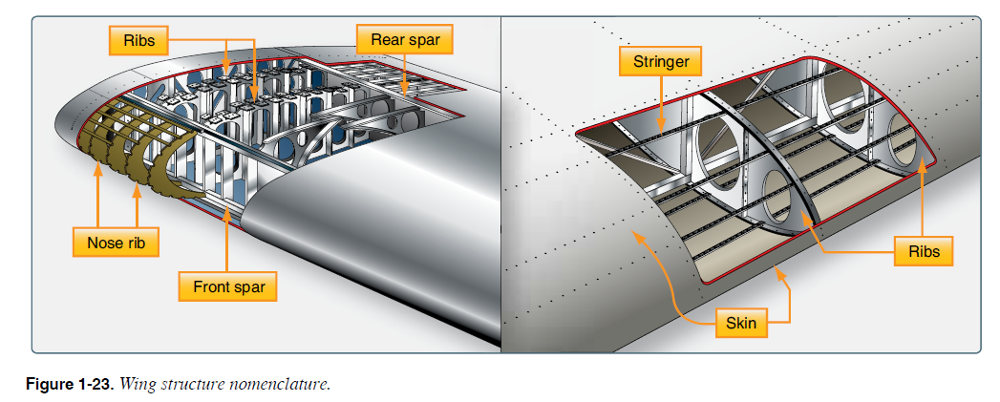 Ribs
Rear spar
Nose rib
Front spar
Stringer
Ribs
Skin
Figure 1-23. Wing structure nomenclature.